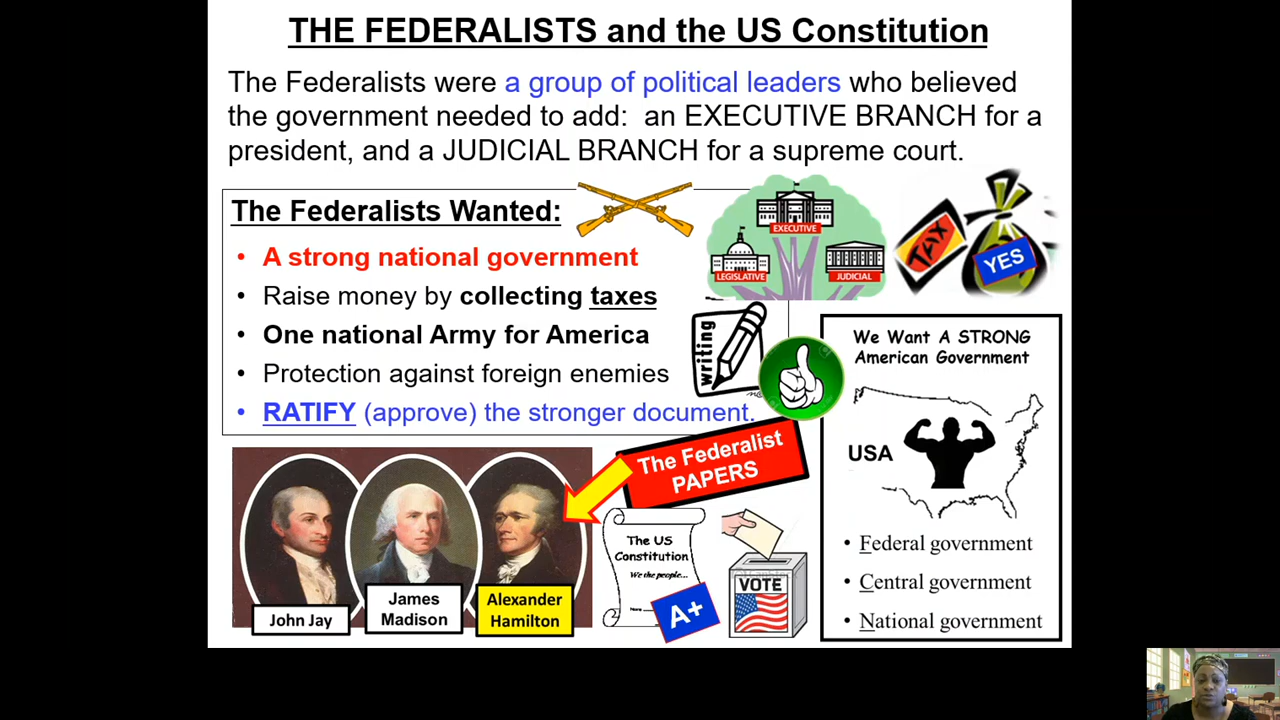 THE FEDERALISTS and the US Constitution
The Federalists were a group of political leaders who believed
the government needed to add: an EXECUTIVE BRANCH for a
president, and a JUDICIAL BRANCH for a supreme court.
The Federalists Wanted:
• A strong national government
• Raise money by collecting taxes
• One national Army for America
• Protection against foreign enemies
• RATIFY (approve) the stronger document.
EXECUTIVE
LEGISLATIVE
JUDICIAL
TAX
YES
writing
We Want A STRONG
American Government
USA
• Federal government
• Central government
• National government
The Federalist
PAPERS
John Jay
James
Madison
Alexander
Hamilton
The US
Constitution
We the people...
A+
VOTE